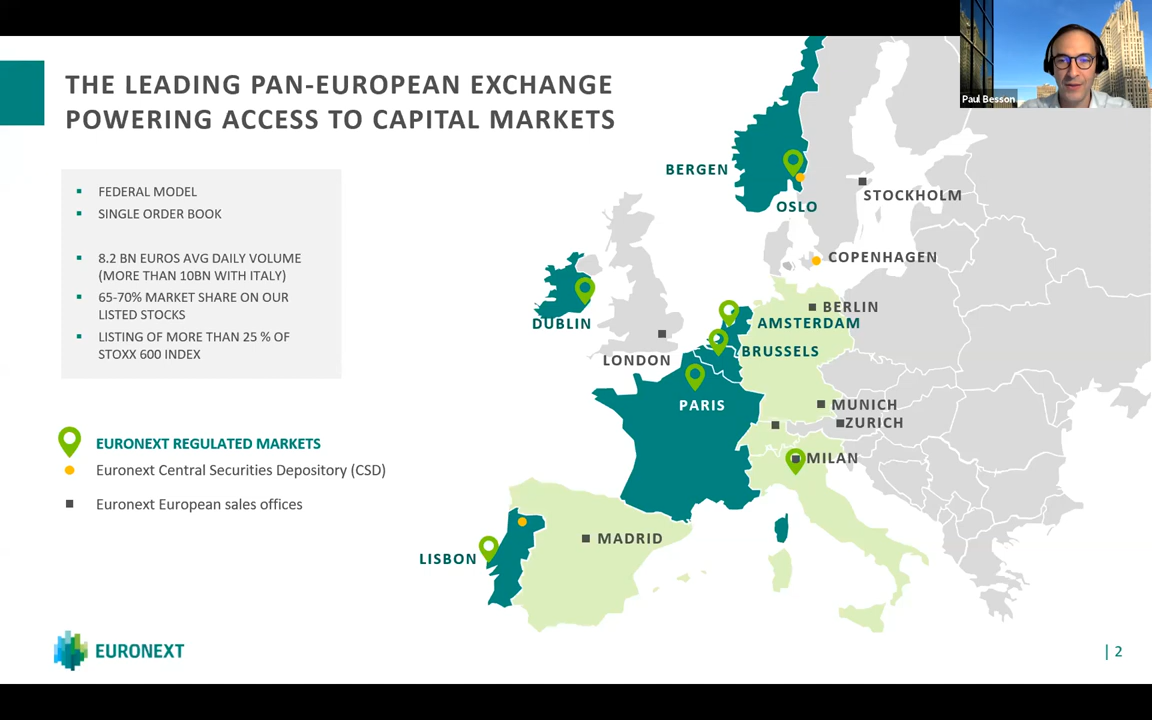 THE LEADING PAN-EUROPEAN EXCHANGE
POWERING ACCESS TO CAPITAL MARKETS
Paul Besson
FEDERAL MODEL
SINGLE ORDER BOOK
8.2 BN EUROS AVG DAILY VOLUME
(MORE THAN 10BN WITH ITALY)
65-70% MARKET SHARE ON OUR
LISTED STOCKS
LISTING OF MORE THAN 25 % OF
STOXX 600 INDEX
EURONEXT REGULATED MARKETS
Euronext Central Securities Depository (CSD)
Euronext European sales offices
BERGEN
STOCKHOLM
OSLO
COPENHAGEN
BERLIN
DUBLIN
AMSTERDAM
BRUSSELS
LONDON
PARIS
MUNICH
ZURICH
MILAN
MADRID
LISBON
EURONEXT
| 2